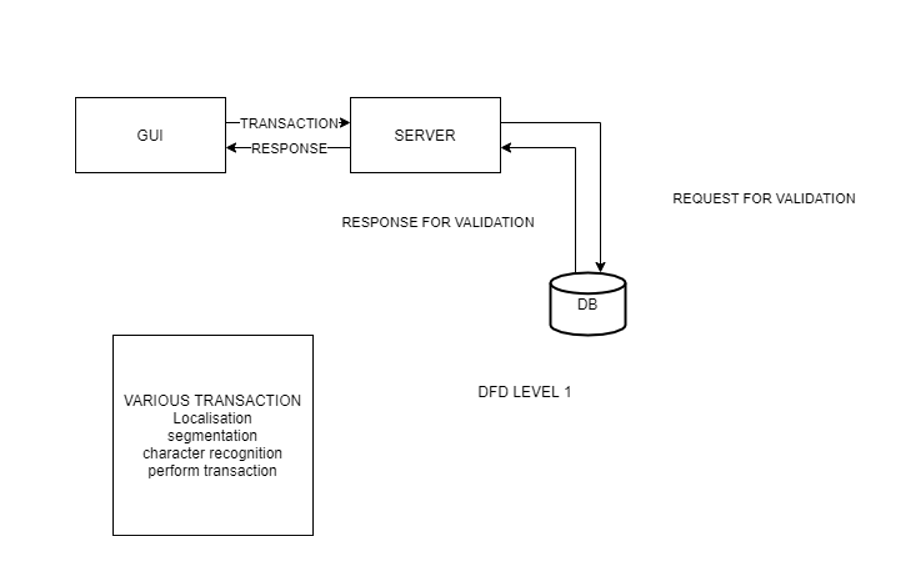 GUI
TRANSACTION
SERVER
RESPONSE
REQUEST FOR VALIDATION
RESPONSE FOR VALIDATION
DB
DFD LEVEL 1
VARIOUS TRANSACTION
Localisation
segmentation
character recognition
perform transaction